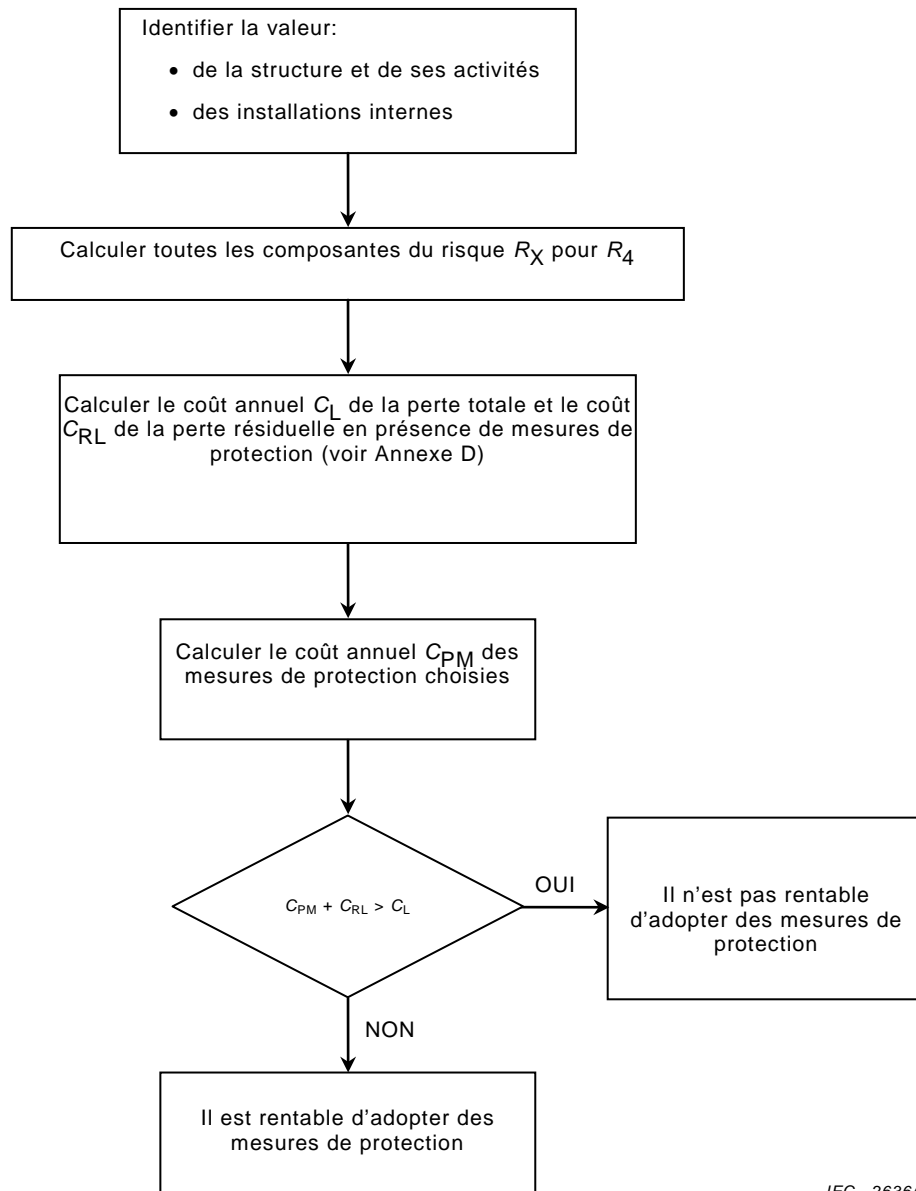 Identifier la valeur:
• de la structure et de ses activités
• des installations internes
Calculer toutes les composantes du risque RX pour R4
Calculer le coût annuel CL de la perte totale et le coût
CRL de la perte résiduelle en présence de mesures de
protection (voir Annexe D)
Calculer le coût annuel CPM des
mesures de protection choisies
CPM + CRL > CL
OUI
Il n'est pas rentable
d'adopter des mesures de
protection
NON
Il est rentable d'adopter des
mesures de protection
IEC